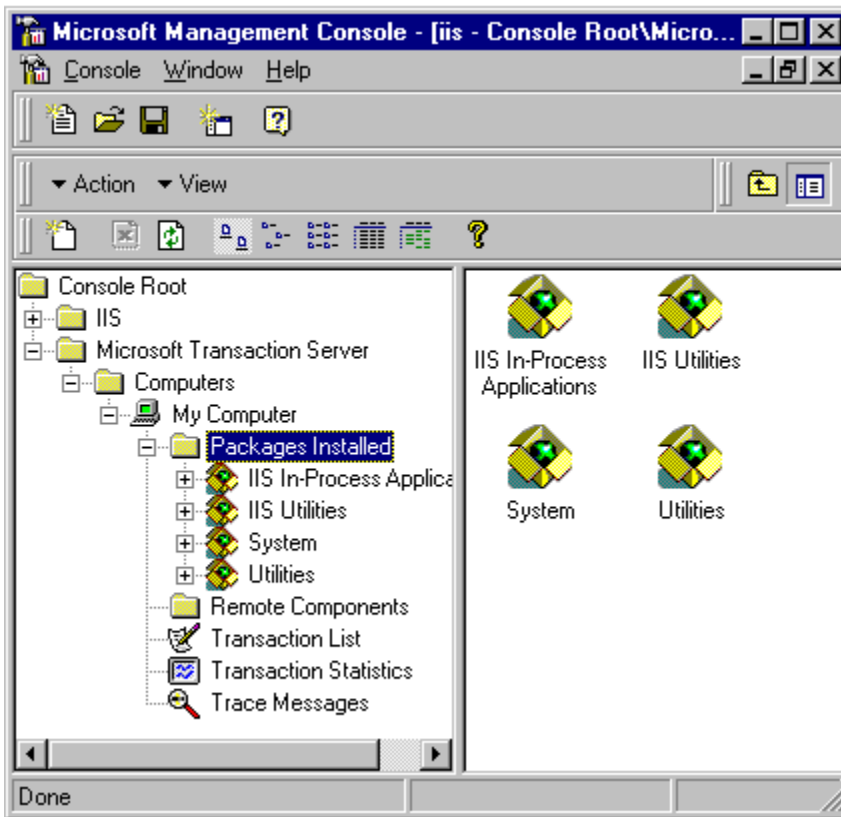 Microsoft Management Console - [iis - Console Root\Micro...
Console Window Help
Action View
Console Root
IIS
Microsoft Transaction Server
Computers
My Computer
Packages Installed
IIS In-Process Applica
IIS Utilities
System
Utilities
Remote Components
Transaction List
Transaction Statistics
Trace Messages
IIS In-Process
Applications
IIS Utilities
System
Utilities
Done